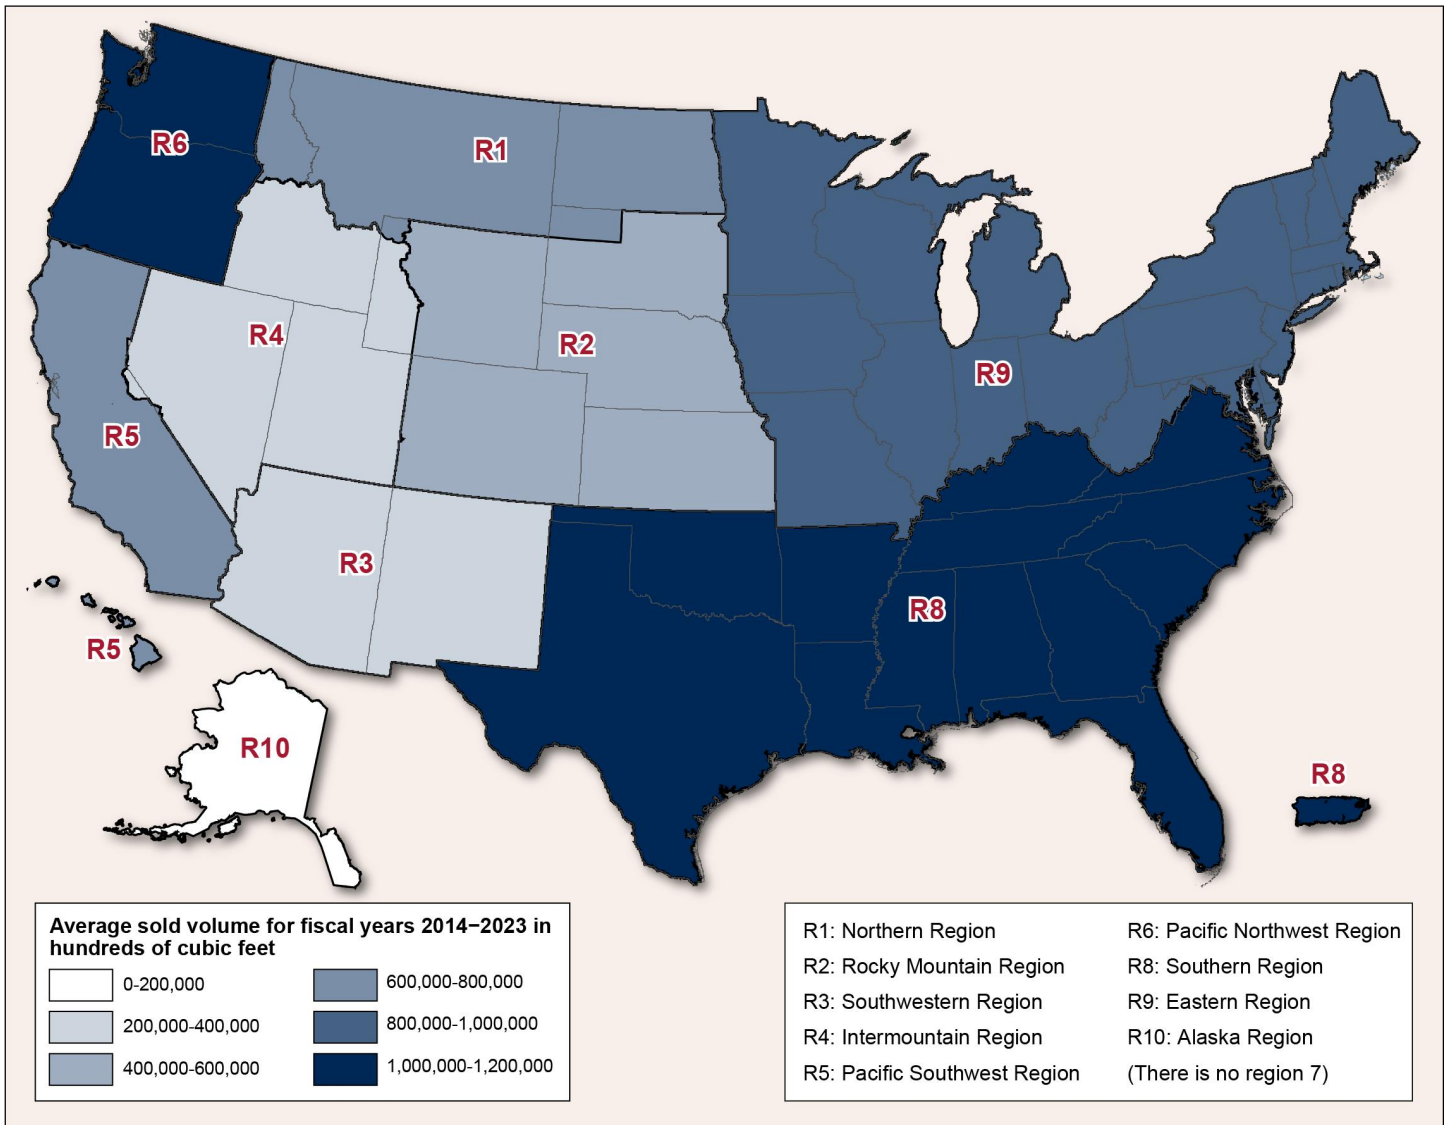 R6
R1
R4
R2
R9
R5
R3
R8
R5
R10
R8
Average sold volume for fiscal years 2014–2023 in
hundreds of cubic feet
0-200,000
200,000-400,000
400,000-600,000
600,000-800,000
800,000-1,000,000
1,000,000-1,200,000
R1: Northern Region
R2: Rocky Mountain Region
R3: Southwestern Region
R4: Intermountain Region
R5: Pacific Southwest Region
R6: Pacific Northwest Region
R8: Southern Region
R9: Eastern Region
R10: Alaska Region
(There is no region 7)